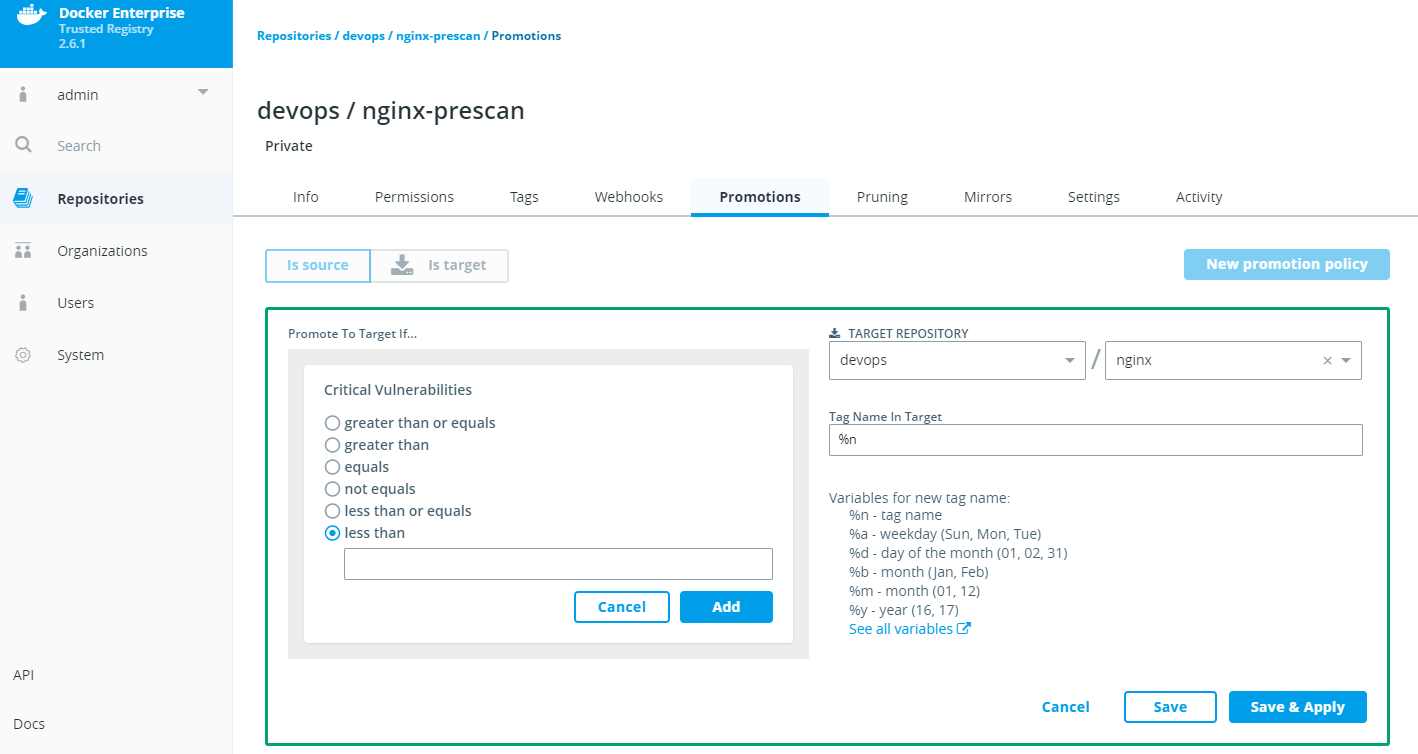 Docker Enterprise
Trusted Registry
2.6.1
admin
Search
Repositories
Organizations
Users
System
API
Docs
Repositories / devops / nginx-prescan / Promotions
devops / nginx-prescan
Private
Info Permissions Tags Webhooks Promotions Pruning Mirrors Settings Activity
Is source Is target New promotion policy
Promote To Target If...
Critical Vulnerabilities
greater than or equals
greater than
equals
not equals
less than or equals
less than
Cancel Add
TARGET REPOSITORY
devops / nginx ×
Tag Name In Target
%n
Variables for new tag name:
%n - tag name
%a - weekday (Sun, Mon, Tue)
%d - day of the month (01, 02, 31)
%b - month (Jan, Feb)
%m - month (01, 12)
%y - year (16, 17)
See all variables
Cancel Save Save & Apply